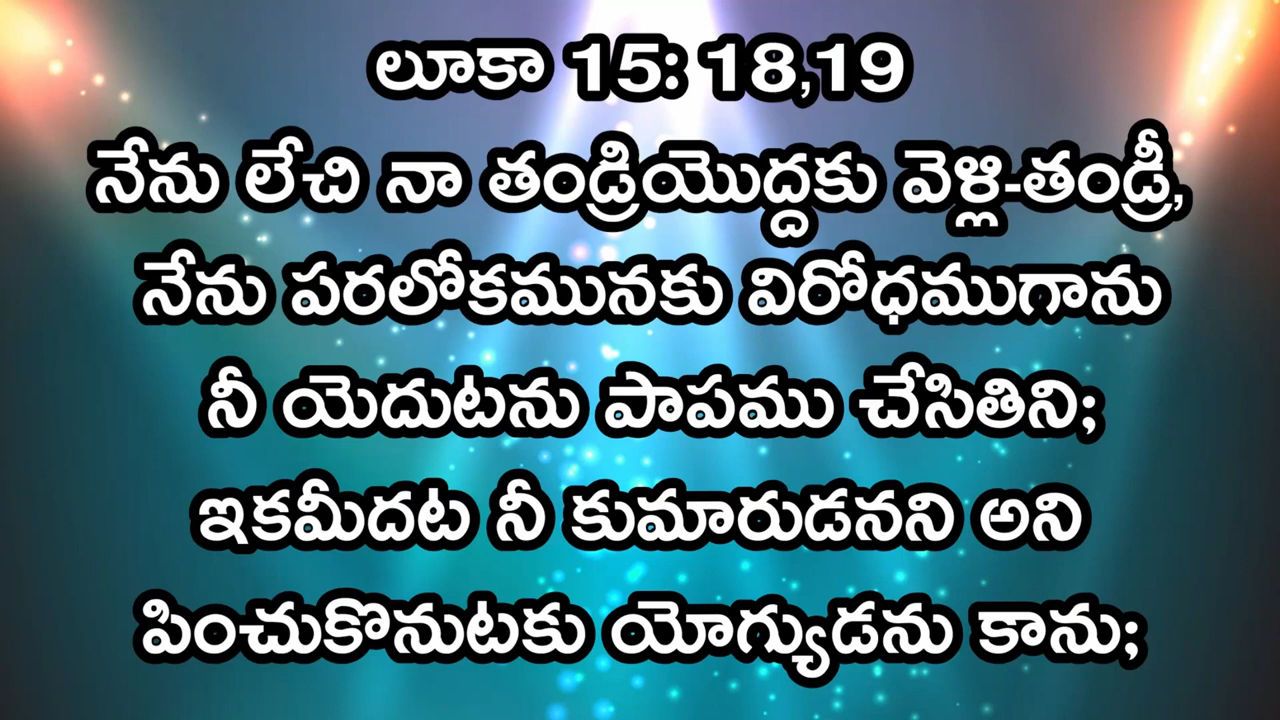 లూకా 15: 18,19
నేను లేచి నా తండ్రియొద్దకు వెళ్లి-తండ్రీ,
నేను పరలోకమునకు విరోధముగాను
నీ యెదుటను పాపము చేసితిని;
ఇకమీదట నీ కుమారుడనని అని
పించుకొనుటకు యోగ్యుడను కాను;